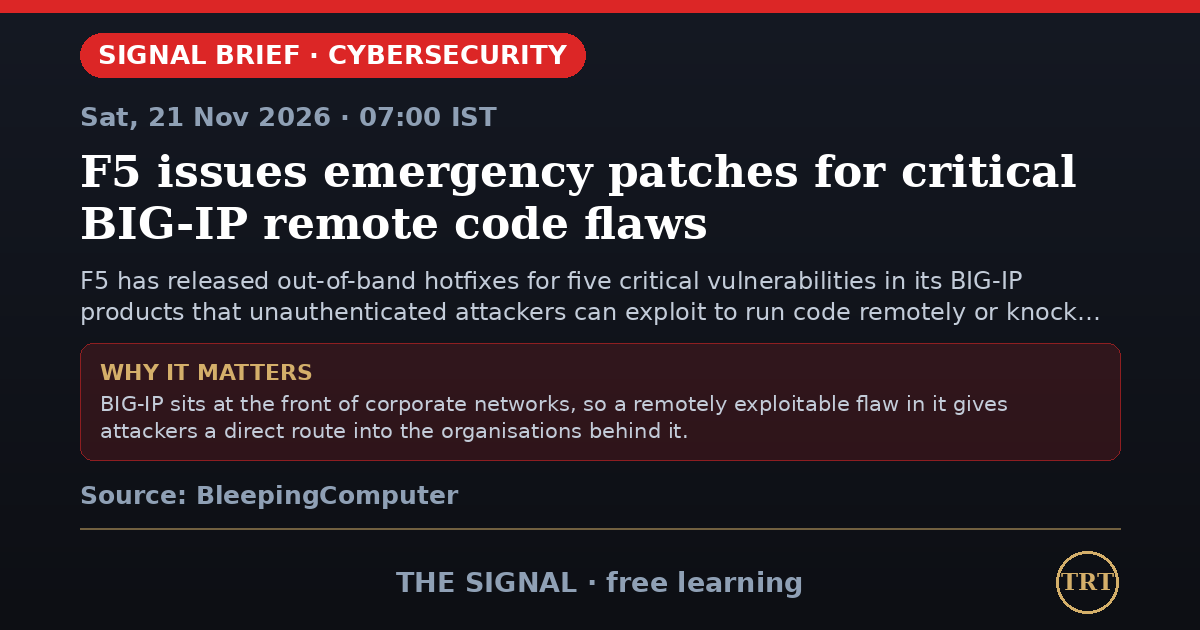 SIGNAL BRIEF · CYBERSECURITY
Sat, 21 Nov 2026 · 07:00 IST
F5 issues emergency patches for critical
BIG-IP remote code flaws
F5 has released out-of-band hotfixes for five critical vulnerabilities in its BIG-IP
products that unauthenticated attackers can exploit to run code remotely or knock...
WHY IT MATTERS
BIG-IP sits at the front of corporate networks, so a remotely exploitable flaw in it gives
attackers a direct route into the organisations behind it.
Source: BleepingComputer
THE SIGNAL · free learning
TRT